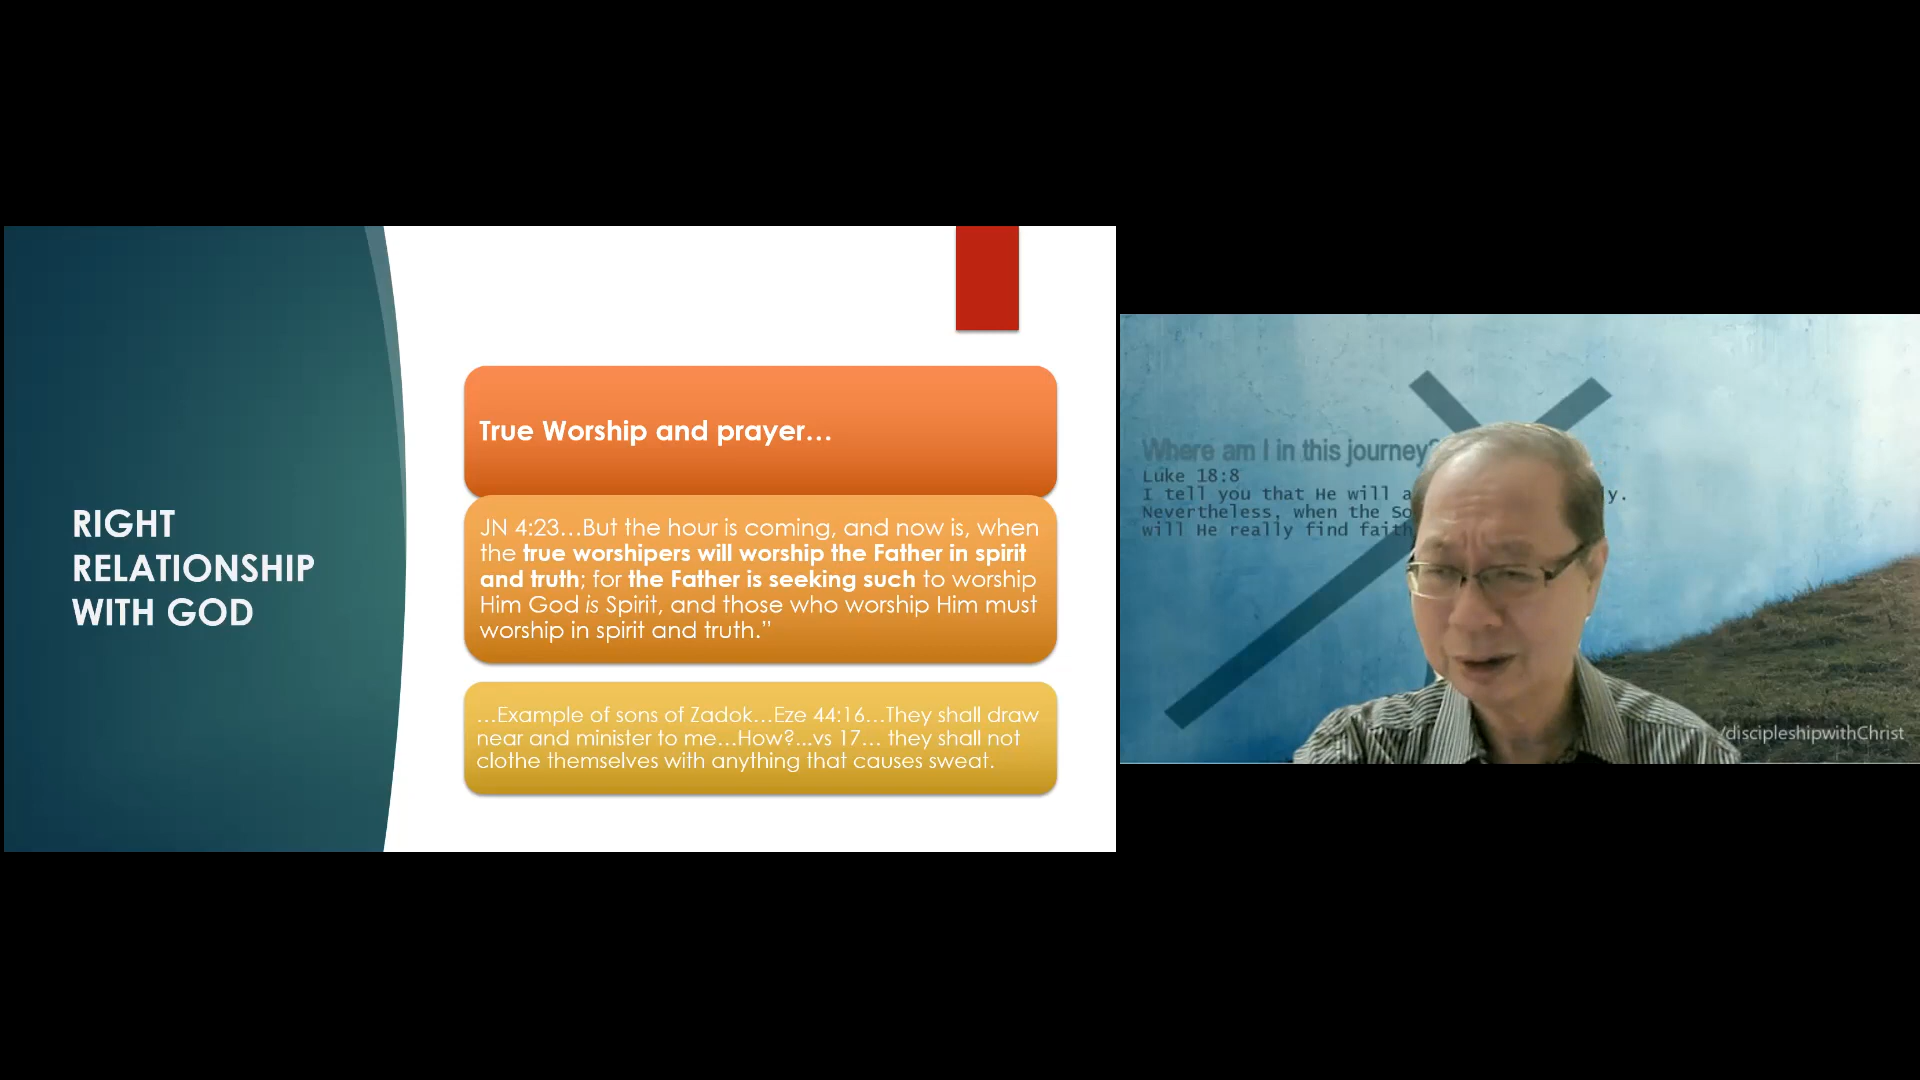 RIGHT
RELATIONSHIP
WITH GOD
True Worship and prayer…
JN 4:23…But the hour is coming, and now is, when
the true worshipers will worship the Father in spirit
and truth; for the Father is seeking such to worship
Him God is Spirit, and those who worship Him must
worship in spirit and truth.”
…Example of sons of Zadok…Eze 44:16…They shall draw
near and minister to me…How?...vs 17… they shall not
clothe themselves with anything that causes sweat.
Where am I in this journey?
Luke 18:8
I tell you that He will a y.
Nevertheless, when the So
will He really find faith
/discipleshipwithChrist